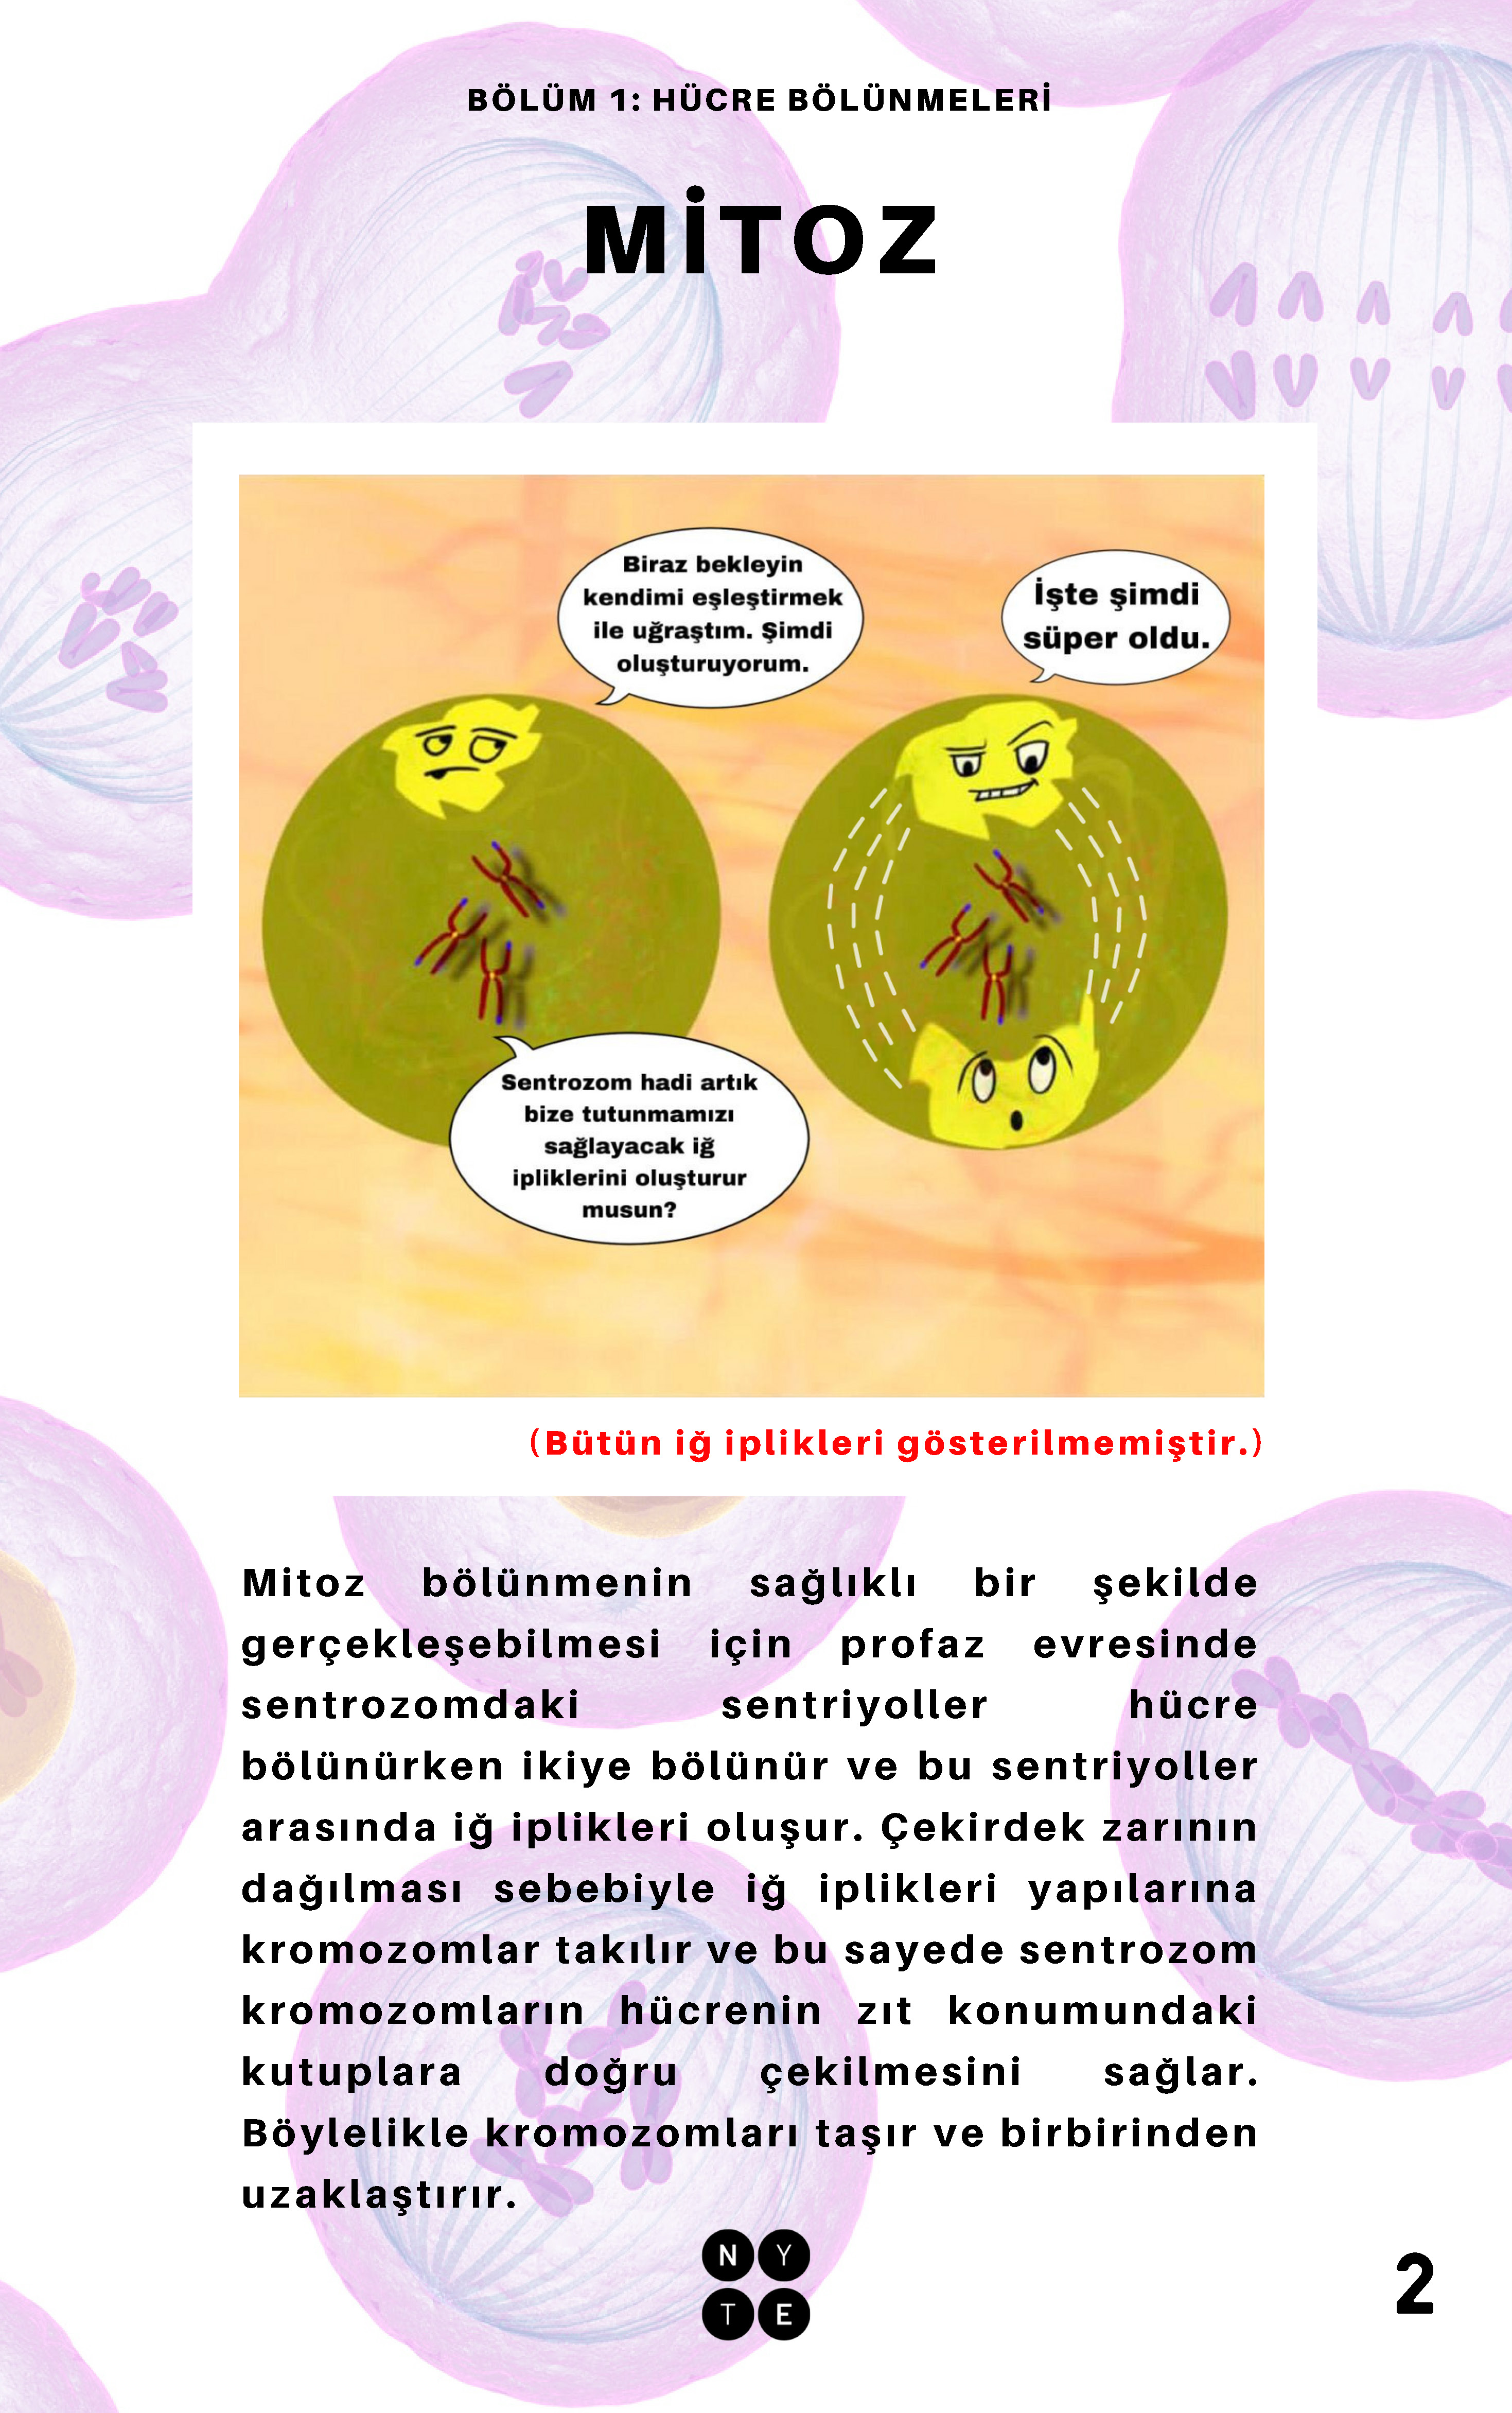 BÖLÜM 1: HÜCRE BÖLÜNMELERİ
MİTOZ
Biraz bekleyin
kendimi eşleştirmek
ile uğraştım. Şimdi
oluşturuyorum.
İşte şimdi
süper oldu.
Sentrozom hadi artık
bize tutunmamızı
sağlayacak iğ
ipliklerini oluşturur
musun?
(Bütün iğ iplikleri gösterilmemiştir.)
Mitoz bölünmenin sağlıklı bir şekilde
gerçekleşebilmesi için profaz evresinde
sentrozomdaki sentriyoller hücre
bölünürken ikiye bölünür ve bu sentriyoller
arasında iğ iplikleri oluşur. Çekirdek zarının
dağılması sebebiyle iğ iplikleri yapılarına
kromozomlar takılır ve bu sayede sentrozom
kromozomların hücrenin zıt konumundaki
kutuplara doğru çekilmesini sağlar.
Böylelikle kromozomları taşır ve birbirinden
uzaklaştırır.
N Y
T E
2